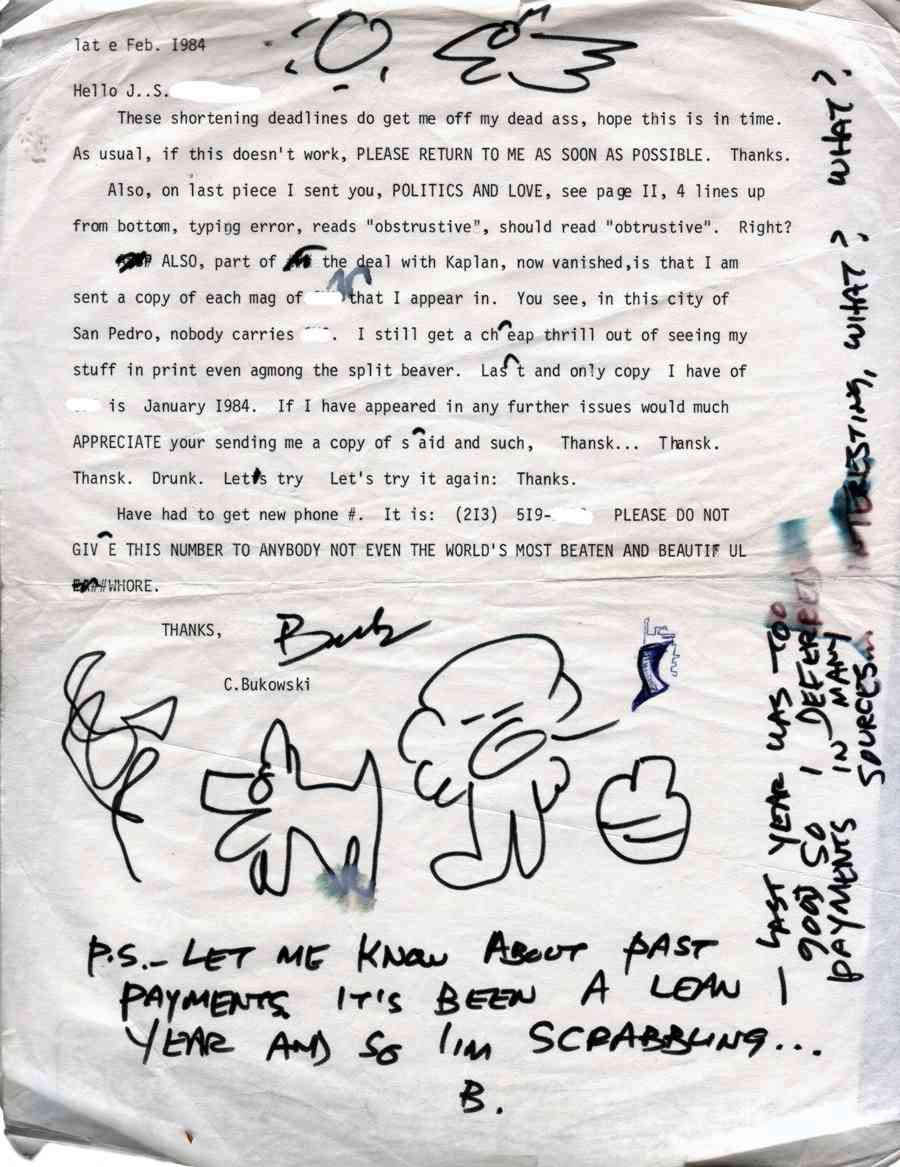 lat e Feb. I984
Hello J..S.
These shortening deadlines do get me off my dead ass, hope this is in time.
As usual, if this doesn't work, PLEASE RETURN TO ME AS SOON AS POSSIBLE. Thanks.
Also, on last piece I sent you, POLITICS AND LOVE, see page II, 4 lines up
from bottom, typing error, reads "obstrustive", should read "obtrustive". Right?
ALSO, part of the deal with Kaplan, now vanished,is that I am
sent a copy of each mag of that I appear in. You see, in this city of
San Pedro, nobody carries . I still get a cheap thrill out of seeing my
stuff in print even agmong the split beaver. Last and only copy I have of
is January I984. If I have appeared in any further issues would much
APPRECIATE your sending me a copy of said and such, Thansk... Thansk.
Thansk. Drunk. Let's try Let's try it again: Thanks.
Have had to get new phone #. It is: (2I3) 5I9- PLEASE DO NOT
GIVE THIS NUMBER TO ANYBODY NOT EVEN THE WORLD'S MOST BEATEN AND BEAUTIF UL
#WHORE.
THANKS,
Buk
C.Bukowski
P.S.— LET ME KNOW ABOUT PAST
PAYMENTS. IT'S BEEN A LEAN
YEAR AND SO I'M SCRABBLING...
B.
— LAST YEAR WAS TOO
GOOD SO I DEFERRED
PAYMENTS IN MANY
SOURCES...
INTERESTING, WHAT? WHAT?